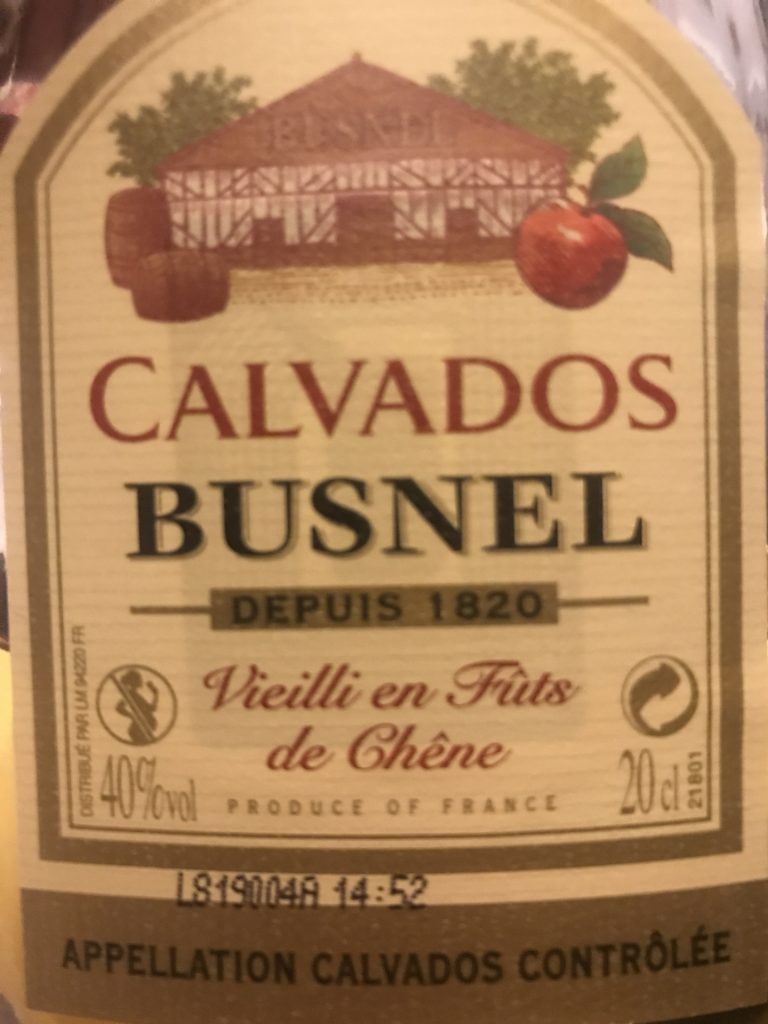 BUSNEL
CALVADOS
BUSNEL
DEPUIS 1820
Vieilli en Fûts
de Chêne
DISTRIBUÉ PAR LM 94220 FR
40%vol
PRODUCE OF FRANCE
20 cl
21801
L819004A 14:52
APPELLATION CALVADOS CONTRÔLÉE